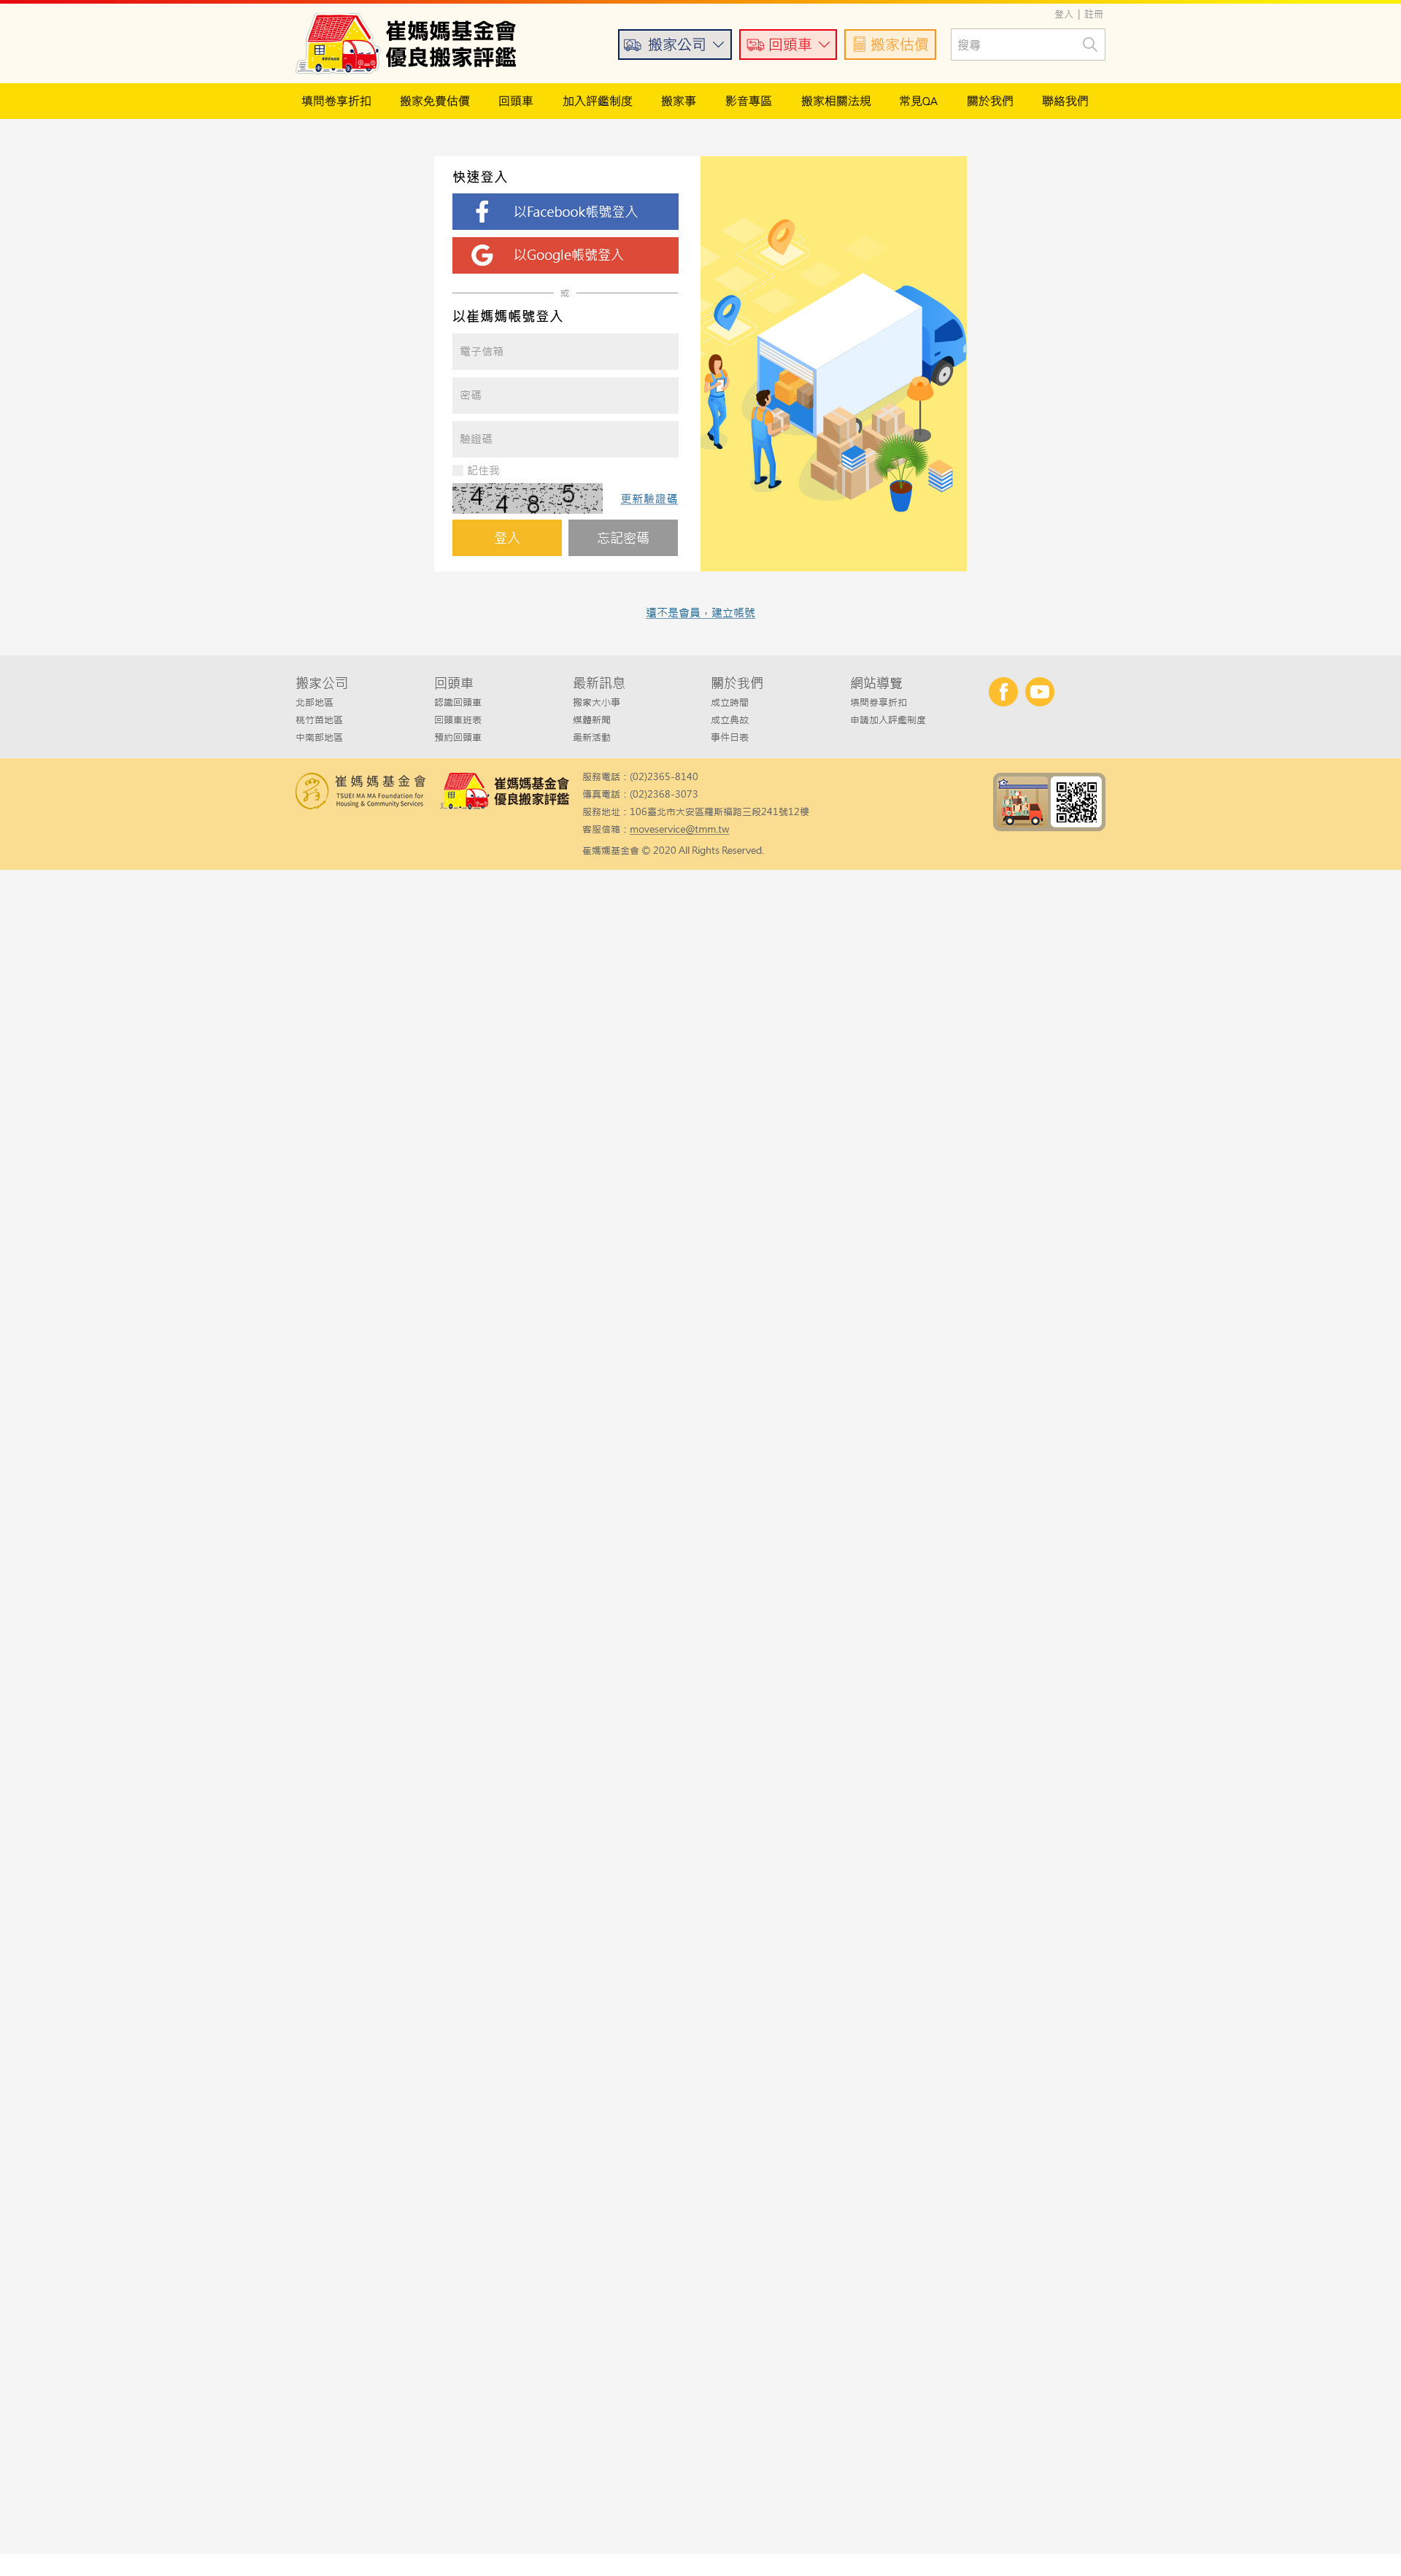 登入 | 註冊
崔媽媽基金會
優良搬家評鑑
搬家公司
回頭車
搬家估價
搜尋
填問卷享折扣
搬家免費估價
回頭車
加入評鑑制度
搬家事
影音專區
搬家相關法規
常見QA
關於我們
聯絡我們
快速登入
以Facebook帳號登入
以Google帳號登入
或
以崔媽媽帳號登入
電子信箱
密碼
驗證碼
記住我
4 4 8 5
更新驗證碼
登入
忘記密碼
還不是會員，建立帳號
搬家公司
北部地區
桃竹苗地區
中南部地區
回頭車
認識回頭車
回頭車班表
預約回頭車
最新訊息
搬家大小事
媒體新聞
最新活動
關於我們
成立時間
成立典故
事件日表
網站導覽
填問券享折扣
申請加入評鑑制度
崔媽媽基金會
TSUEI MA MA Foundation for
Housing & Community Services
崔媽媽基金會
優良搬家評鑑
服務電話：(02)2365-8140
傳真電話：(02)2368-3073
服務地址：106臺北市大安區羅斯福路三段241號12樓
客服信箱：moveservice@tmm.tw
崔媽媽基金會 © 2020 All Rights Reserved.